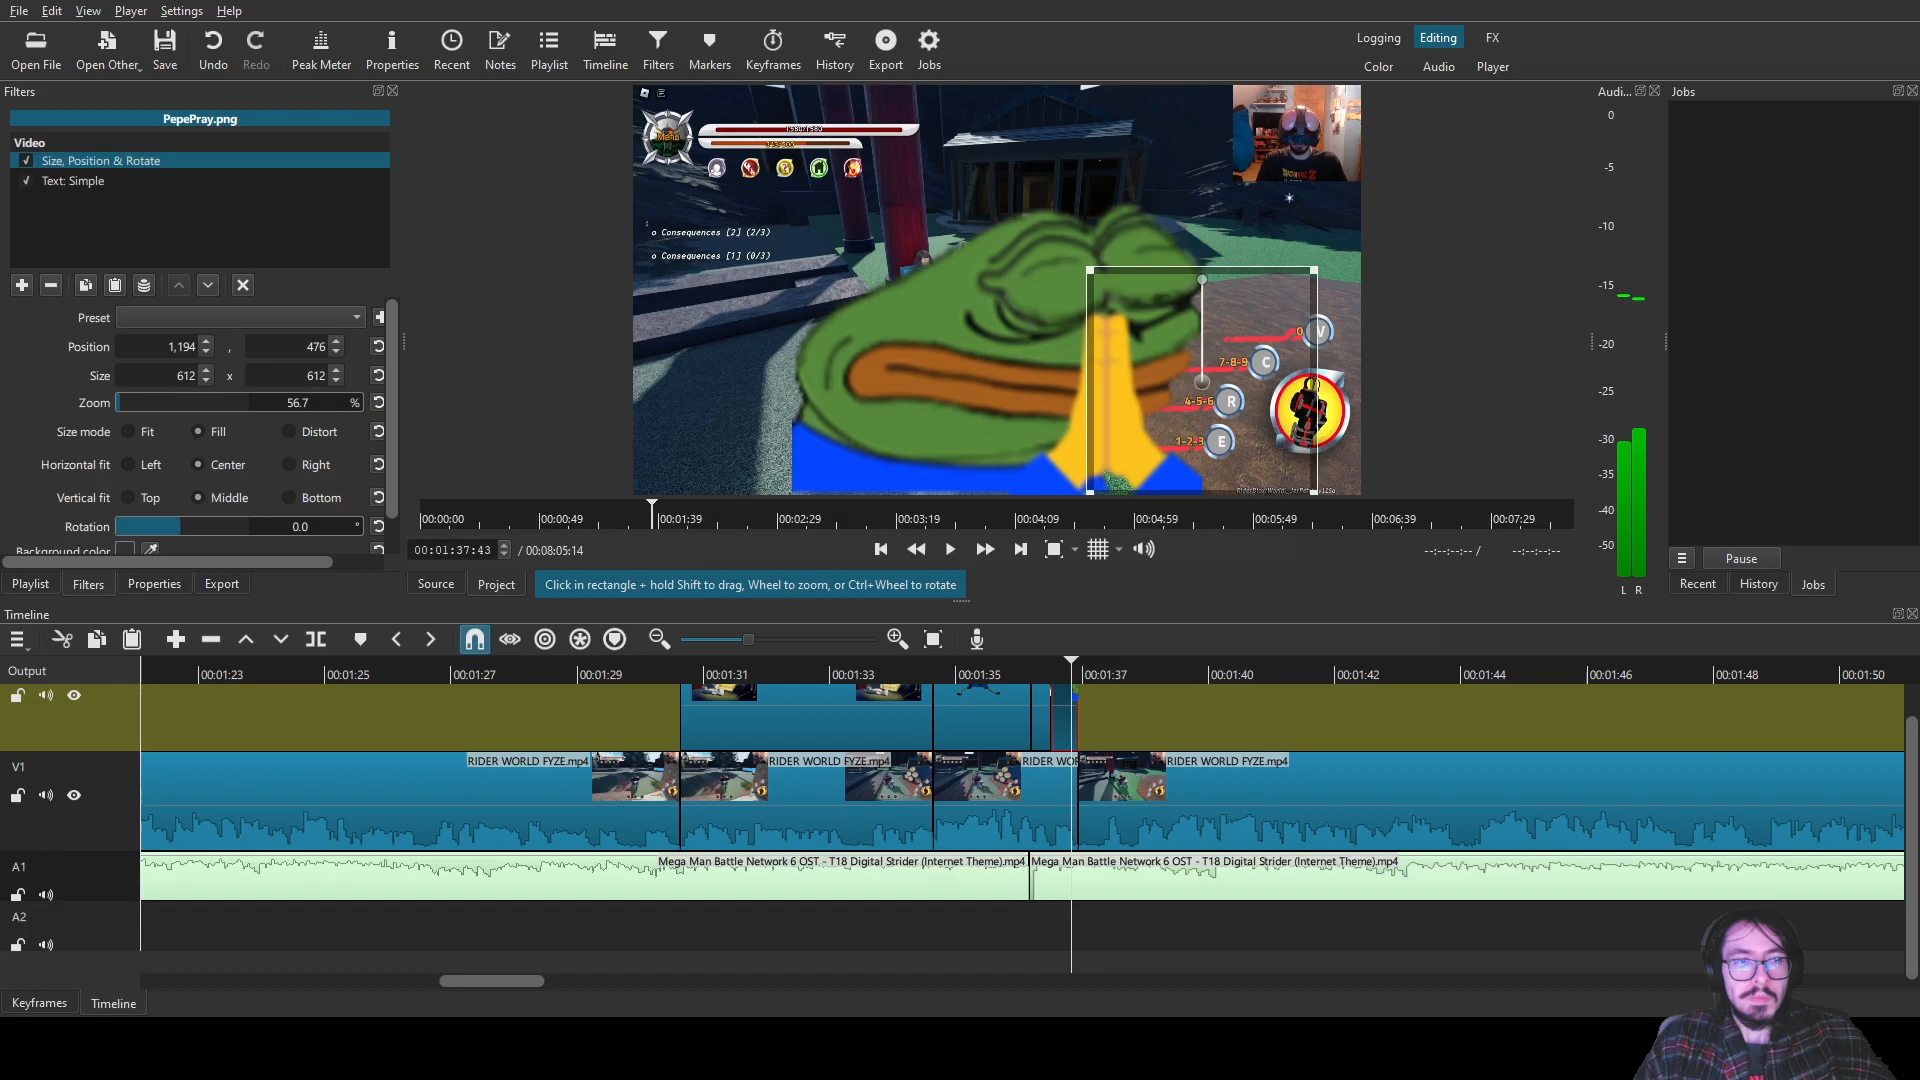 File Edit View Player Settings Help
Open File Open Other Save Undo Redo Peak Meter Properties Recent Notes Playlist Timeline Filters Markers Keyframes History Export Jobs
Logging Editing FX
Color Audio Player
Filters
PepePray.png
Video
Size, Position & Rotate
Text: Simple
Preset
Position 1,194 , 476
Size 612 x 612
Zoom 56.7 %
Size mode Fit Fill Distort
Horizontal fit Left Center Right
Vertical fit Top Middle Bottom
Rotation 0.0 °
Background color
Playlist Filters Properties Export
1580/1580
o Consequences [2] (2/3)
o Consequences [1] (0/3)
0 V
7-8-9 C
4-5-6 R
1-2-3 E
00:00:00 00:00:49 00:01:39 00:02:29 00:03:19 00:04:09 00:04:59 00:05:49 00:06:39 00:07:29
00:01:37:43 / 00:08:05:14
--:--:--:-- / --:--:--:--
Source Project Click in rectangle + hold Shift to drag, Wheel to zoom, or Ctrl+Wheel to rotate
Audi...
0
-5
-10
-15
-20
-25
-30
-35
-40
-45
-50
L R
Jobs
Pause
Recent History Jobs
Timeline
Output
00:01:23 00:01:25 00:01:27 00:01:29 00:01:31 00:01:33 00:01:35 00:01:37 00:01:40 00:01:42 00:01:44 00:01:46 00:01:48 00:01:50
V1
RIDER WORLD FYZE.mp4 RIDER WORLD FYZE.mp4 RIDER WOR RIDER WORLD FYZE.mp4
A1
Mega Man Battle Network 6 OST - T18 Digital Strider (Internet Theme).mp4 Mega Man Battle Network 6 OST - T18 Digital Strider (Internet Theme).mp4
A2
Keyframes Timeline